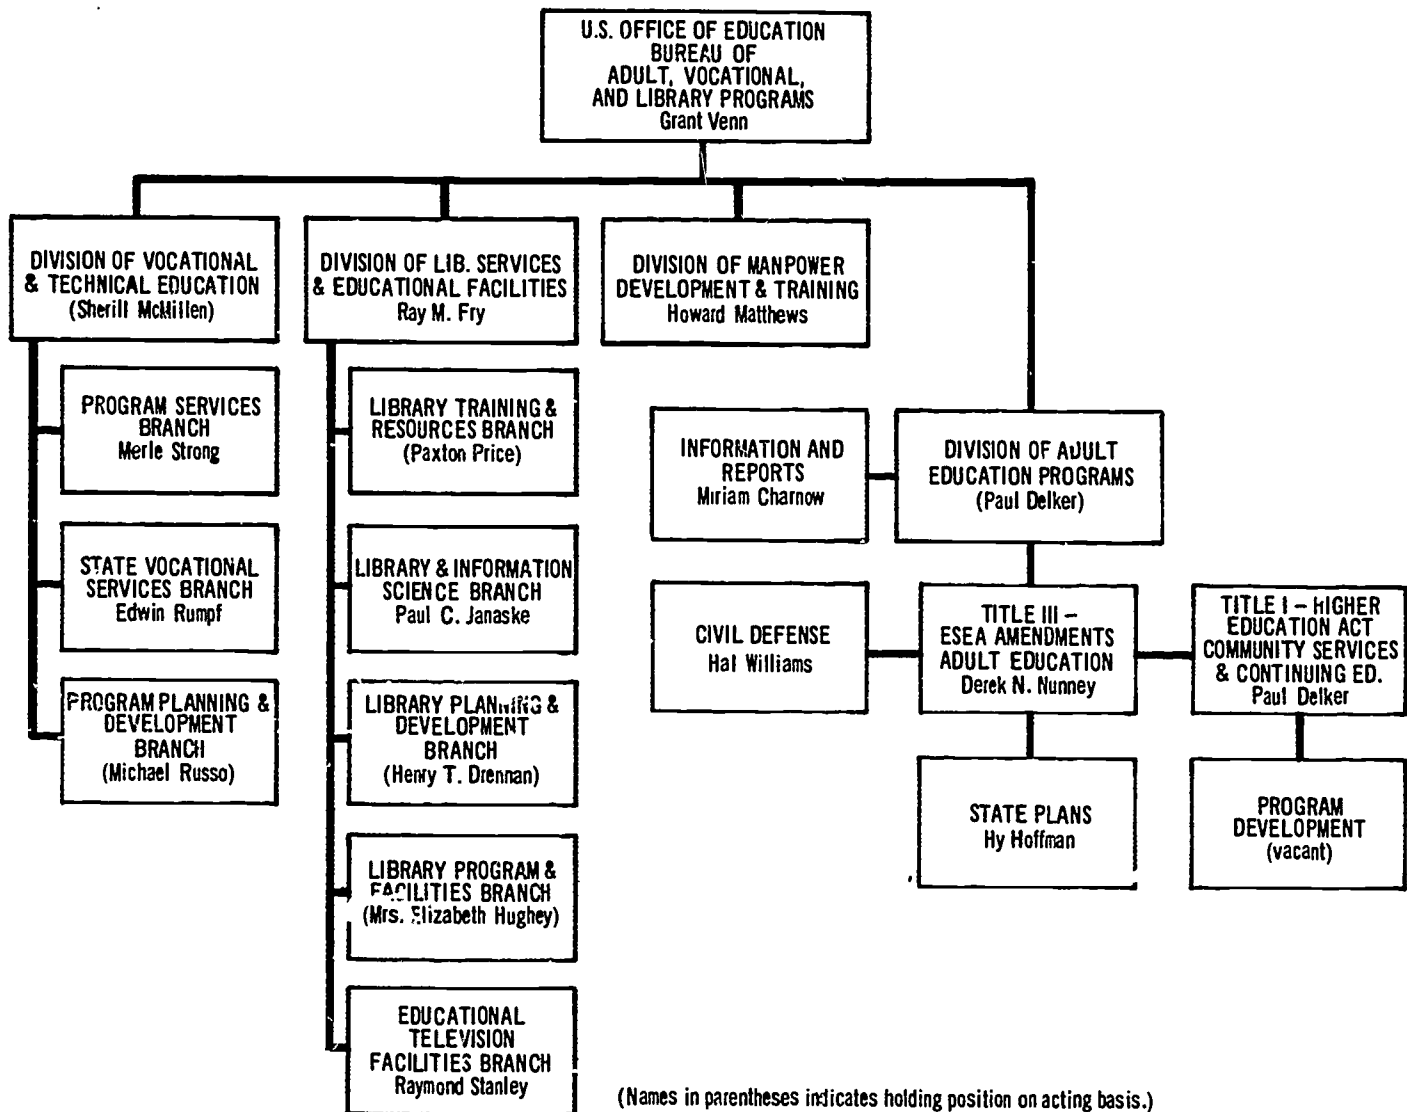 U.S. OFFICE OF EDUCATION
BUREAU OF
ADULT, VOCATIONAL,
AND LIBRARY PROGRAMS
Grant Venn
DIVISION OF VOCATIONAL
& TECHNICAL EDUCATION
(Sherill McMillen)
DIVISION OF LIB. SERVICES
& EDUCATIONAL FACILITIES
Ray M. Fry
DIVISION OF MANPOWER
DEVELOPMENT & TRAINING
Howard Matthews
PROGRAM SERVICES
BRANCH
Merle Strong
STATE VOCATIONAL
SERVICES BRANCH
Edwin Rumpf
PROGRAM PLANNING &
DEVELOPMENT
BRANCH
(Michael Russo)
LIBRARY TRAINING &
RESOURCES BRANCH
(Paxton Price)
LIBRARY & INFORMATION
SCIENCE BRANCH
Paul C. Janaske
LIBRARY PLANNING &
DEVELOPMENT
BRANCH
(Henry T. Drennan)
LIBRARY PROGRAM &
FACILITIES BRANCH
(Mrs. Elizabeth Hughey)
EDUCATIONAL
TELEVISION
FACILITIES BRANCH
Raymond Stanley
INFORMATION AND
REPORTS
Miriam Charnow
DIVISION OF ADULT
EDUCATION PROGRAMS
(Paul Delker)
CIVIL DEFENSE
Hal Williams
TITLE III –
ESEA AMENDMENTS
ADULT EDUCATION
Derek N. Nunney
TITLE I – HIGHER
EDUCATION ACT
COMMUNITY SERVICES
& CONTINUING ED.
Paul Delker
STATE PLANS
Hy Hoffman
PROGRAM
DEVELOPMENT
(vacant)
(Names in parentheses indicates holding position on acting basis.)